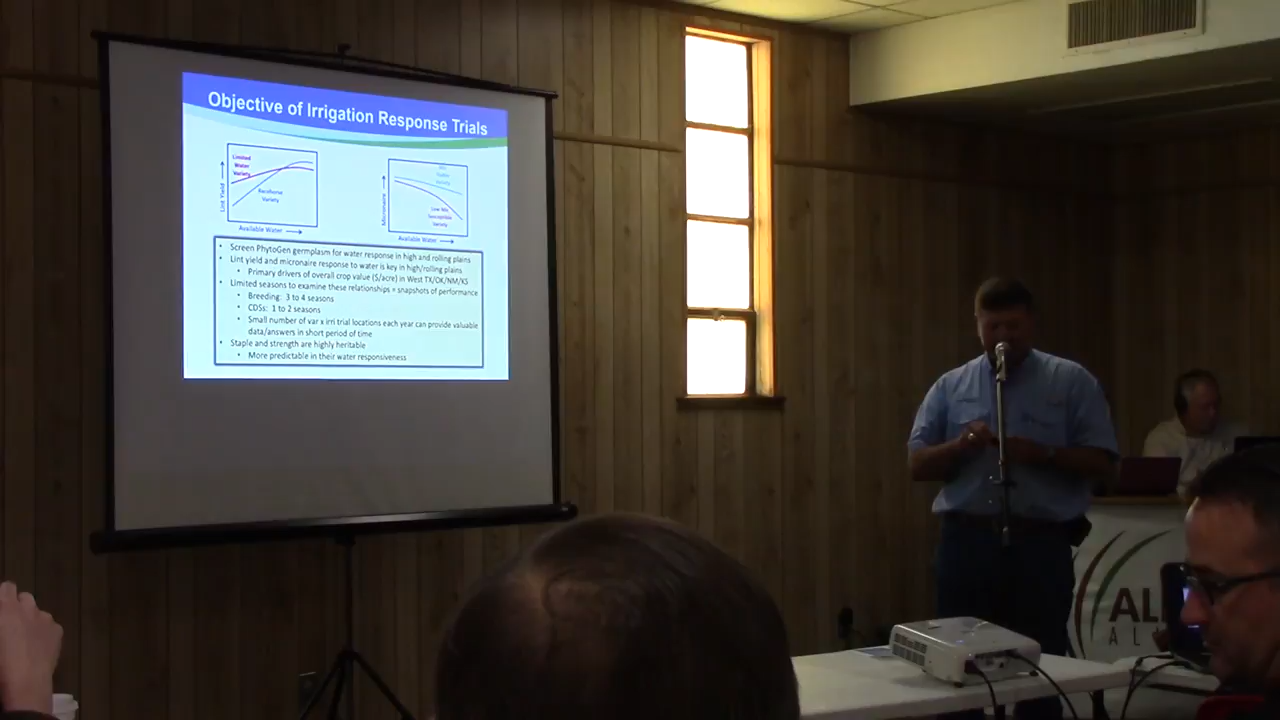 Objective of Irrigation Response Trials
Limited
Water
Variety
Racehorse
Variety
Lint Yield
Available Water
Variety
Low Mic
Susceptible
Variety
Micronaire
Available Water
• Screen PhytoGen germplasm for water response in high and rolling plains
• Lint yield and micronaire response to water is key in high/rolling plains
• Primary drivers of overall crop value ($/acre) in West TX/OK/NM/KS
• Limited seasons to examine these relationships = snapshots of performance
• Breeding: 3 to 4 seasons
• CDSs: 1 to 2 seasons
• Small number of var x irri trial locations each year can provide valuable
data/answers in short period of time
• Staple and strength are highly heritable
• More predictable in their water responsiveness